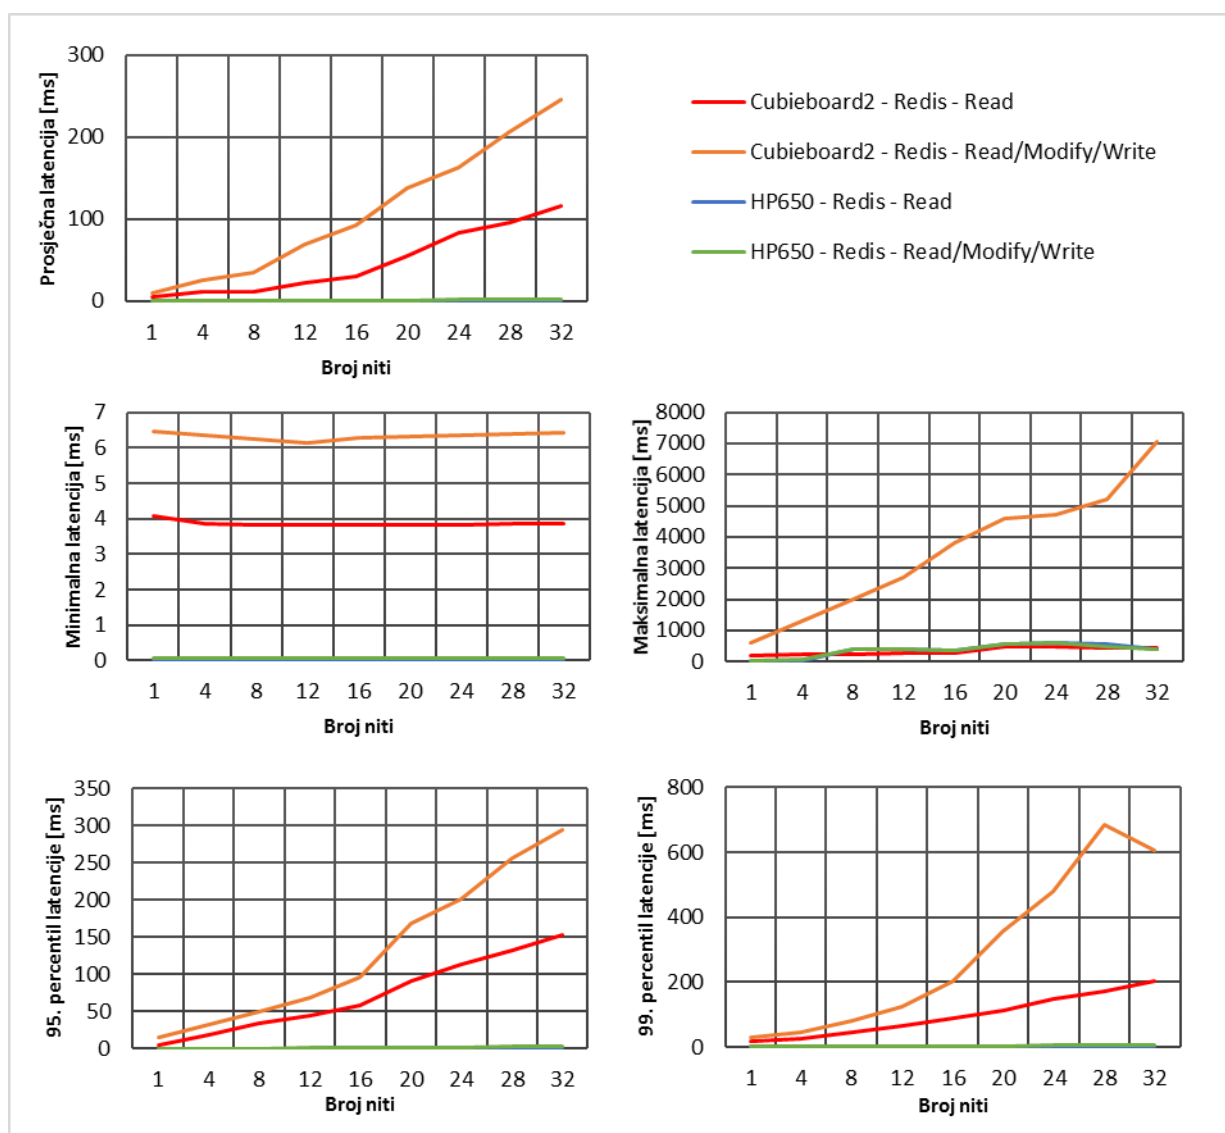 Prosječna latencija [ms]
300
200
100
0
1 4 8 12 16 20 24 28 32
Broj niti
Cubieboard2 - Redis - Read
Cubieboard2 - Redis - Read/Modify/Write
HP650 - Redis - Read
HP650 - Redis - Read/Modify/Write
Minimalna latencija [ms]
7
6
5
4
3
2
1
0
1 4 8 12 16 20 24 28 32
Broj niti
Maksimalna latencija [ms]
8000
7000
6000
5000
4000
3000
2000
1000
0
1 4 8 12 16 20 24 28 32
Broj niti
95. percentil latencije [ms]
350
300
250
200
150
100
50
0
1 4 8 12 16 20 24 28 32
Broj niti
99. percentil latencije [ms]
800
600
400
200
0
1 4 8 12 16 20 24 28 32
Broj niti